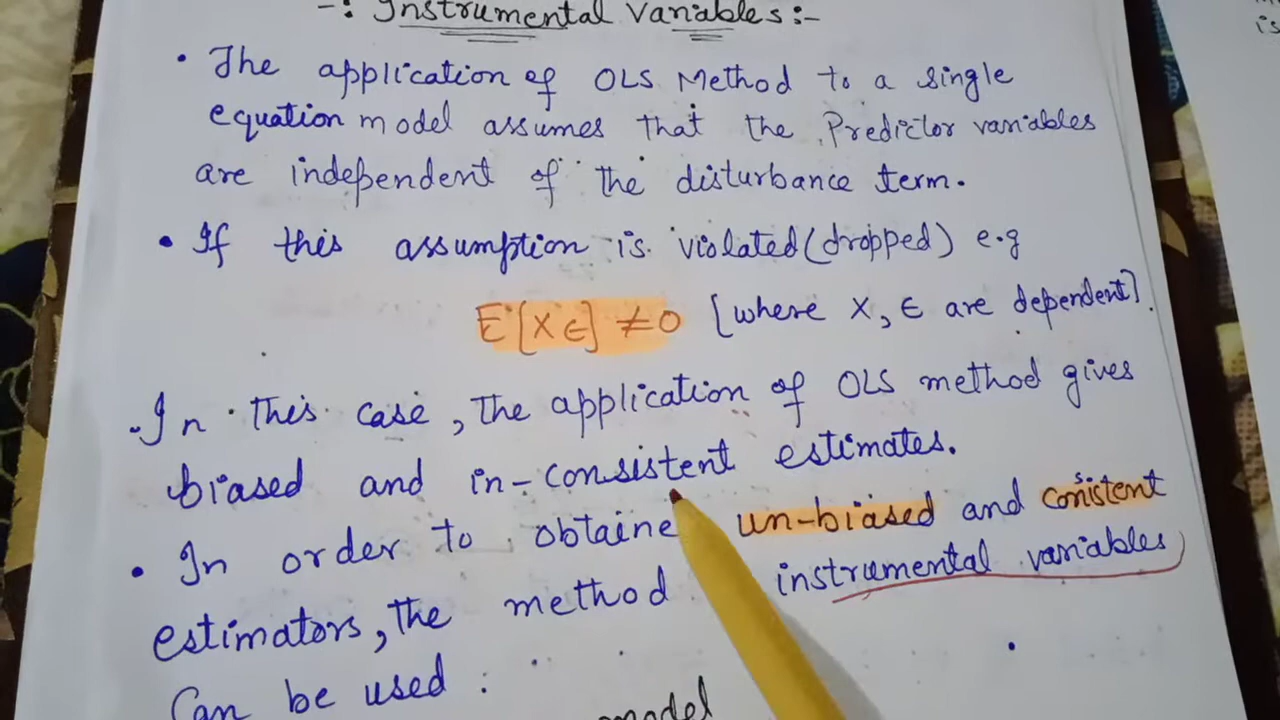 -: Instrumental Variables:-
• The application of OLS Method to a single
equation model assumes that the Predictor variables
are independent of the disturbance term.
• If this assumption is violated(dropped) e.g
E[X∈] ≠0 [where X, ∈ are dependent].
• In this case, the application of OLS method gives
biased and in-consistent estimates.
• In order to obtaine un-biased and consistent
estimators, the method instrumental variables
Can be used :
model
is